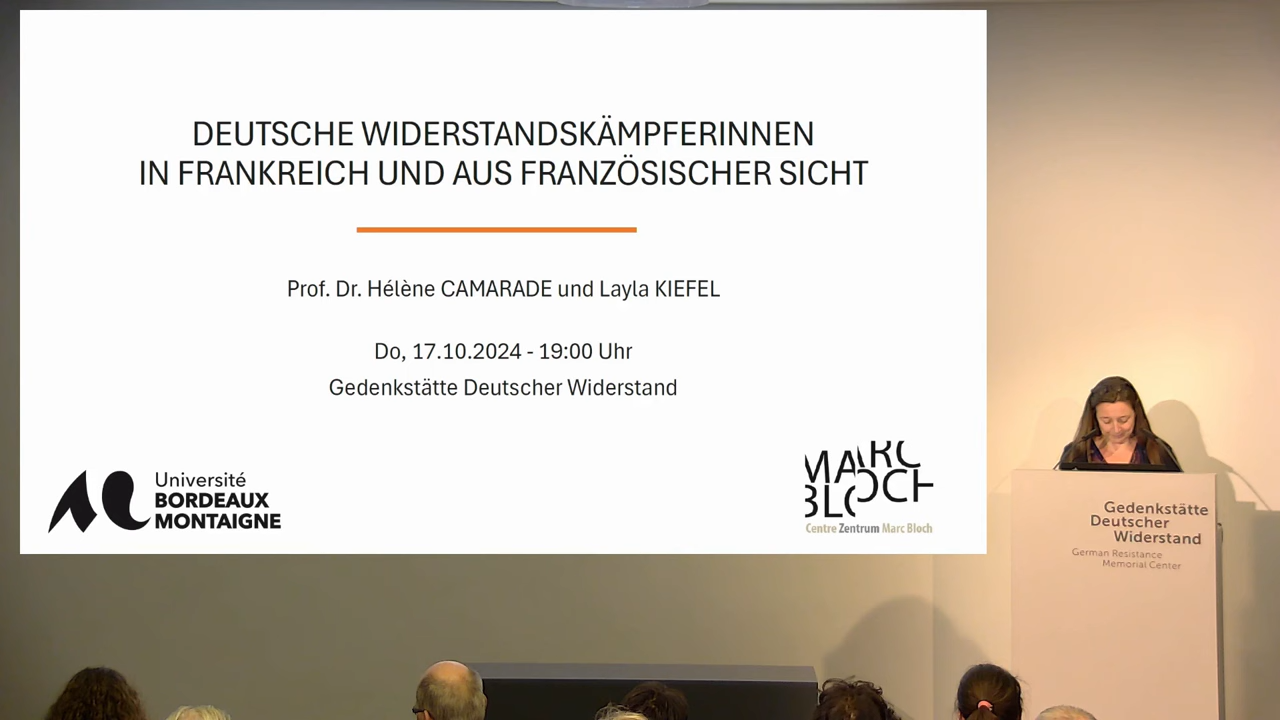 DEUTSCHE WIDERSTANDSKÄMPFERINNEN
IN FRANKREICH UND AUS FRANZÖSISCHER SICHT
Prof. Dr. Hélène CAMARADE und Layla KIEFEL
Do, 17.10.2024 - 19:00 Uhr
Gedenkstätte Deutscher Widerstand
Université
BORDEAUX
MONTAIGNE
MARC
BLOCH
Centre Zentrum Marc Bloch
Gedenkstätte
Deutscher
Widerstand
German Resistance
Memorial Center